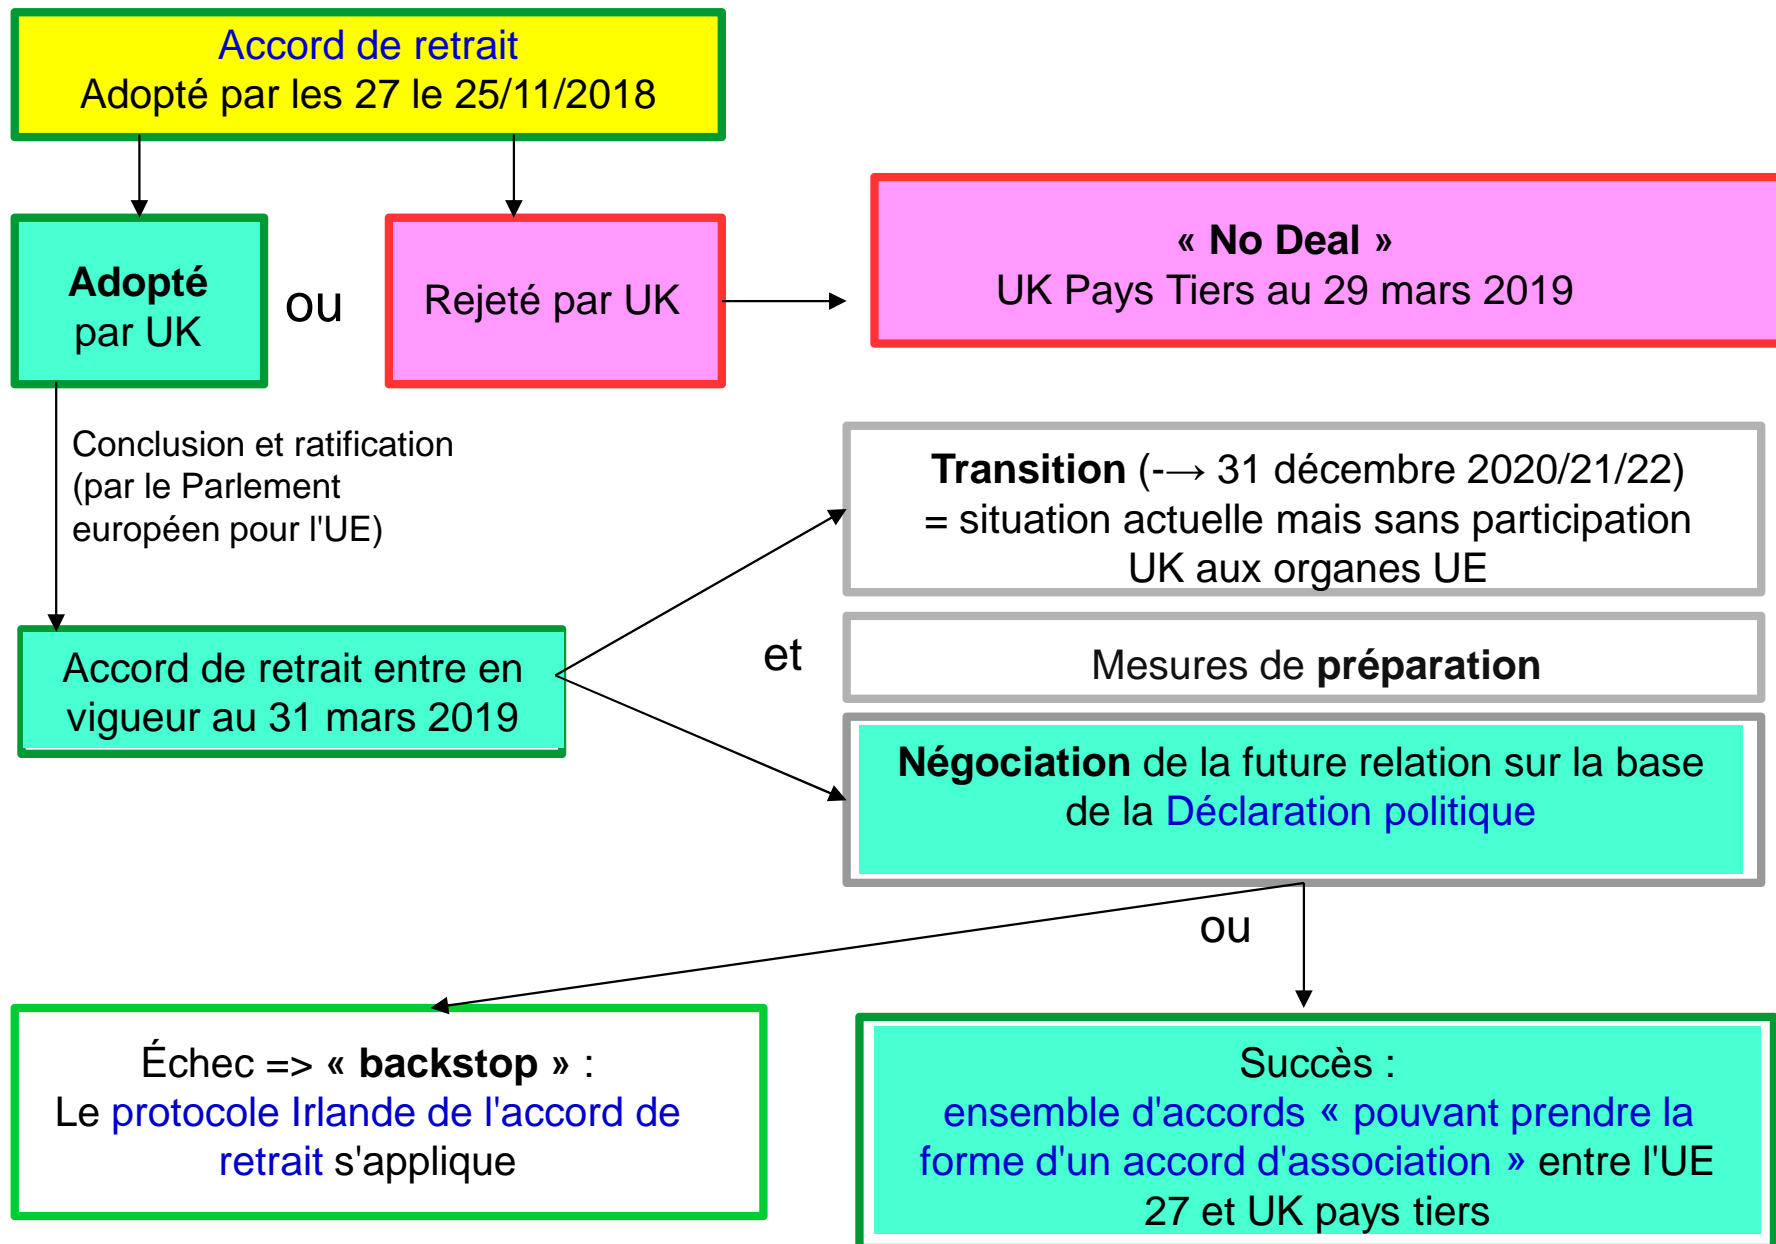 Accord de retrait
Adopté par les 27 le 25/11/2018
Adopté
par UK
ou
Rejeté par UK
« No Deal »
UK Pays Tiers au 29 mars 2019
Conclusion et ratification
(par le Parlement
européen pour l'UE)
Transition (-→ 31 décembre 2020/21/22)
= situation actuelle mais sans participation
UK aux organes UE
Accord de retrait entre en
vigueur au 31 mars 2019
et
Mesures de préparation
Négociation de la future relation sur la base
de la Déclaration politique
ou
Échec => « backstop » :
Le protocole Irlande de l'accord de
retrait s'applique
Succès :
ensemble d'accords « pouvant prendre la
forme d'un accord d'association » entre l'UE
27 et UK pays tiers